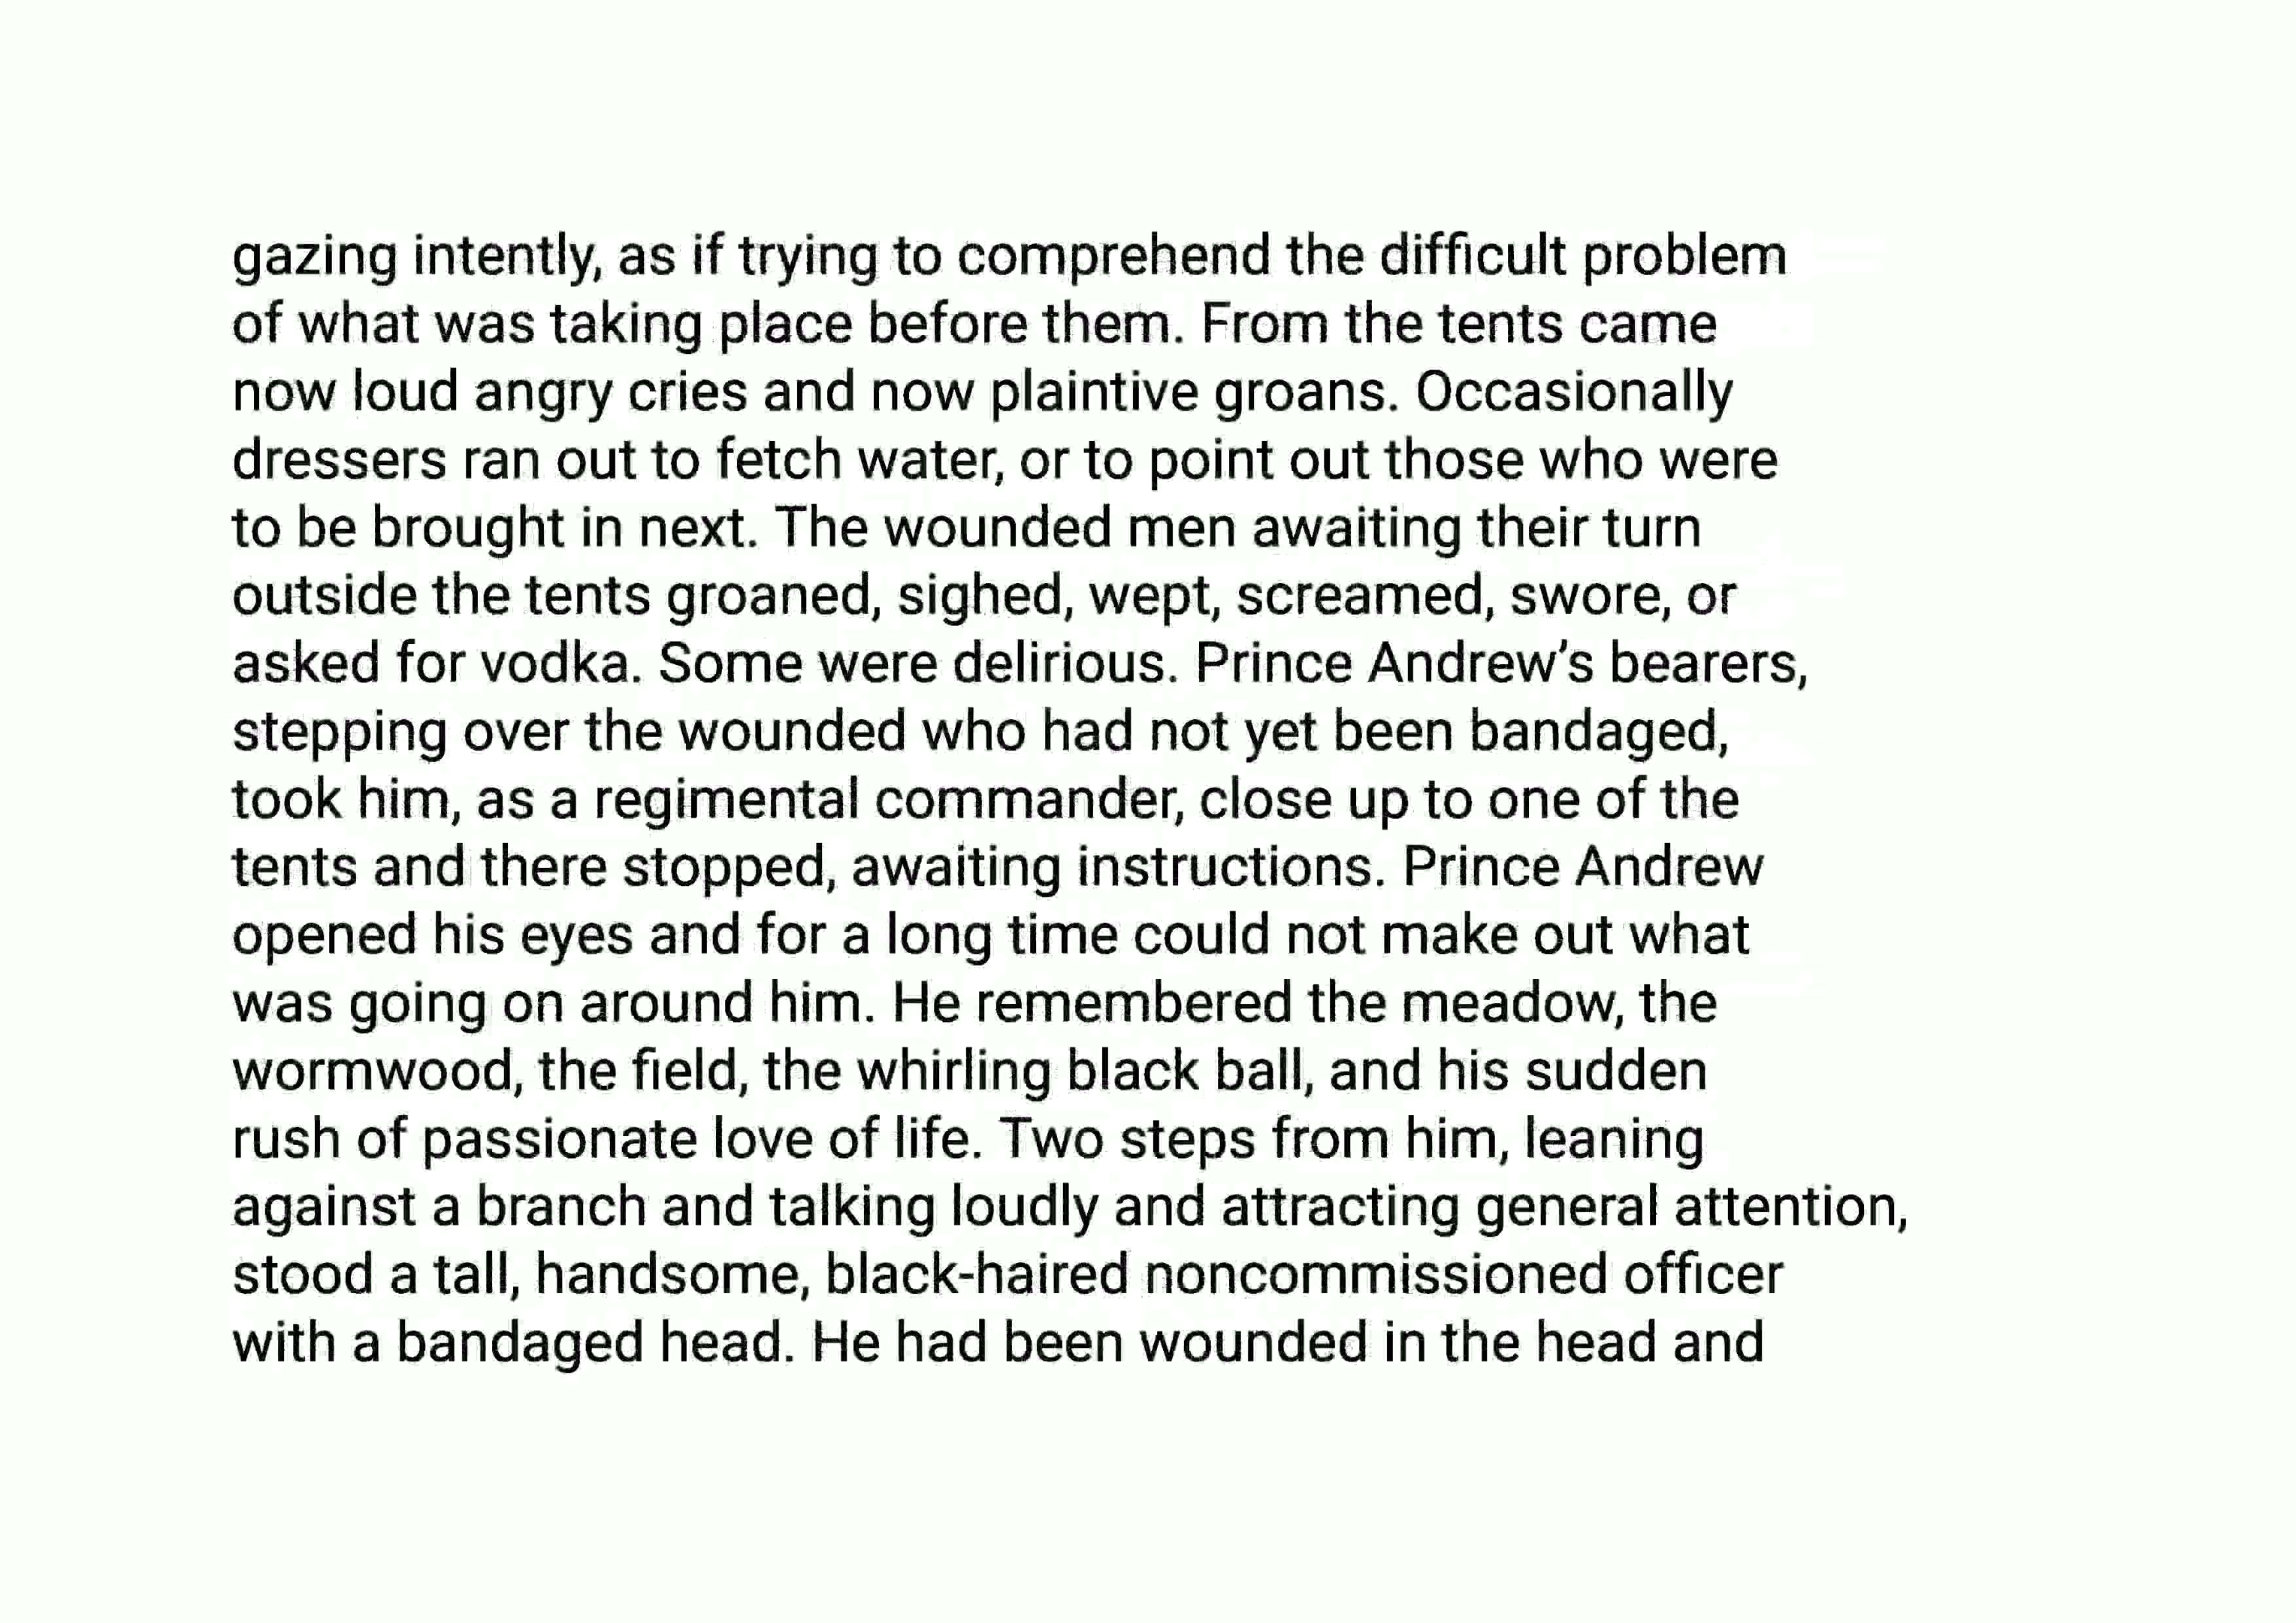 gazing intently, as if trying to comprehend the difficult problem
of what was taking place before them. From the tents came
now loud angry cries and now plaintive groans. Occasionally
dressers ran out to fetch water, or to point out those who were
to be brought in next. The wounded men awaiting their turn
outside the tents groaned, sighed, wept, screamed, swore, or
asked for vodka. Some were delirious. Prince Andrew’s bearers,
stepping over the wounded who had not yet been bandaged,
took him, as a regimental commander, close up to one of the
tents and there stopped, awaiting instructions. Prince Andrew
opened his eyes and for a long time could not make out what
was going on around him. He remembered the meadow, the
wormwood, the field, the whirling black ball, and his sudden
rush of passionate love of life. Two steps from him, leaning
against a branch and talking loudly and attracting general attention,
stood a tall, handsome, black-haired noncommissioned officer
with a bandaged head. He had been wounded in the head and